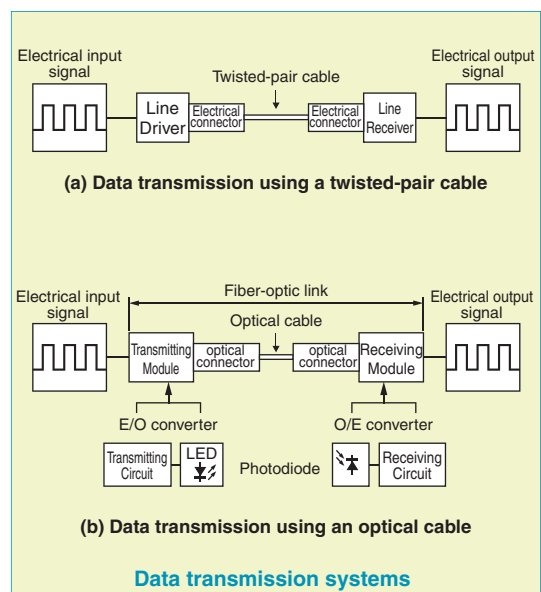 Electrical input
signal
Electrical output
signal
Twisted-pair cable
Line
Driver
Electrical
connector
Electrical
connector
Line
Receiver
(a) Data transmission using a twisted-pair cable
Fiber-optic link
Electrical input
signal
Electrical output
signal
Optical cable
Transmitting
Module
optical
connector
optical
connector
Receiving
Module
E/O converter
O/E converter
Transmitting
Circuit
LED
Photodiode
Receiving
Circuit
(b) Data transmission using an optical cable
Data transmission systems